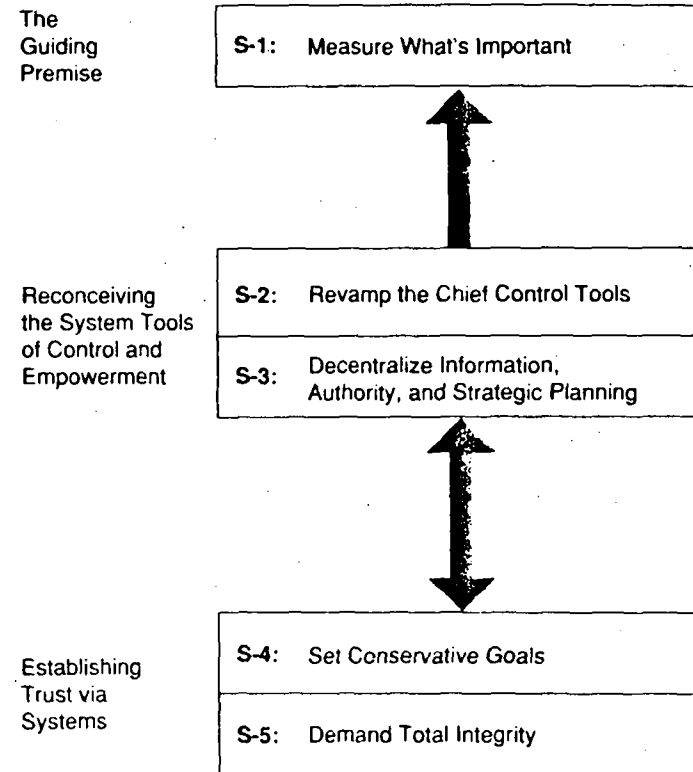 The
Guiding
Premise
S-1: Measure What's Important
Reconceiving
the System Tools
of Control and
Empowerment
S-2: Revamp the Chief Control Tools
S-3: Decentralize Information,
Authority, and Strategic Planning
Establishing
Trust via
Systems
S-4: Set Conservative Goals
S-5: Demand Total Integrity